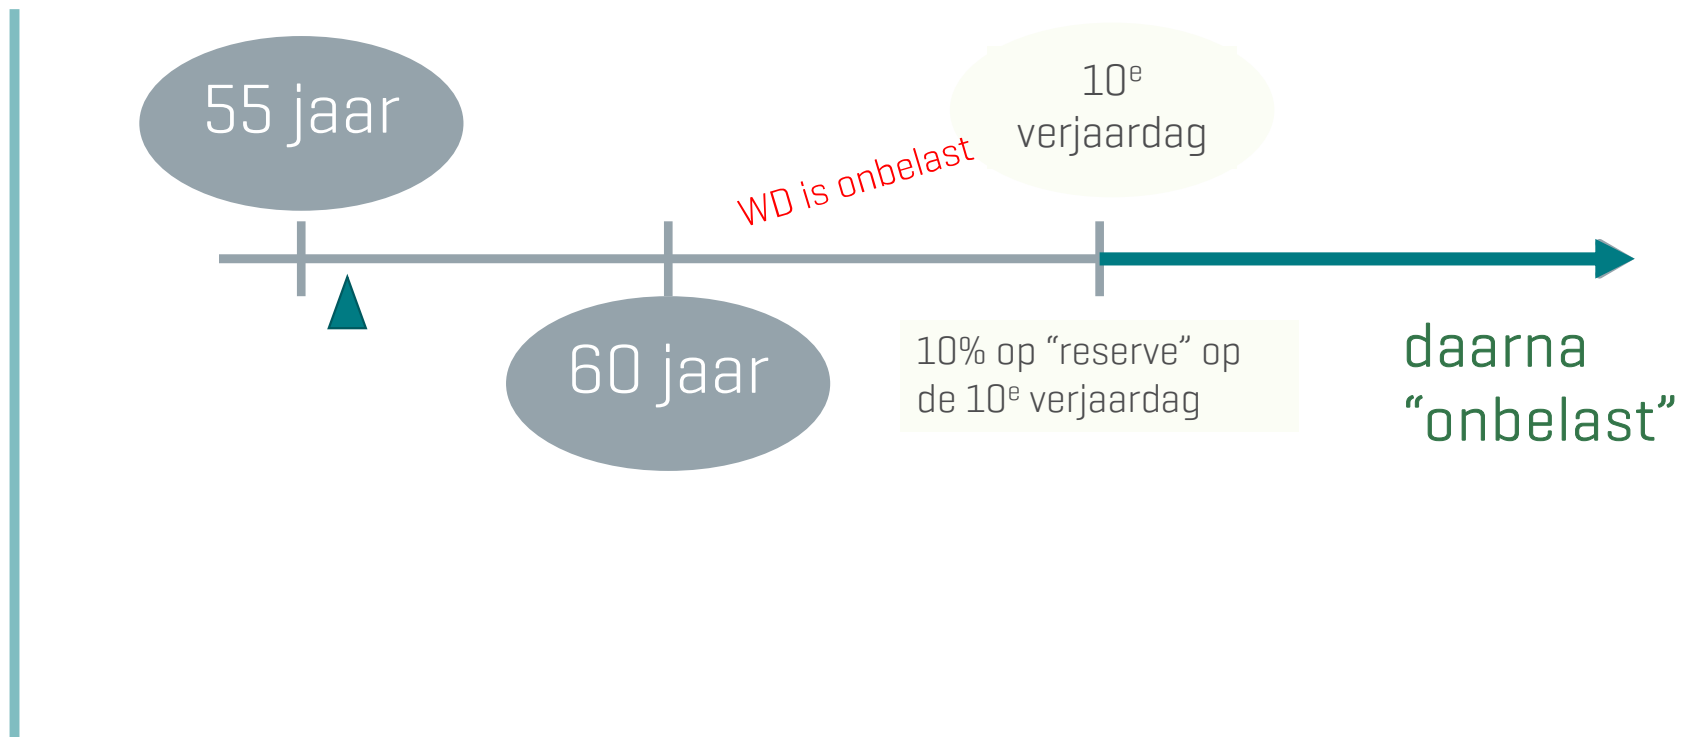 55 jaar
10e
verjaardag
WD is onbelast
60 jaar
10% op “reserve” op
de 10e verjaardag
daarna
“onbelast”